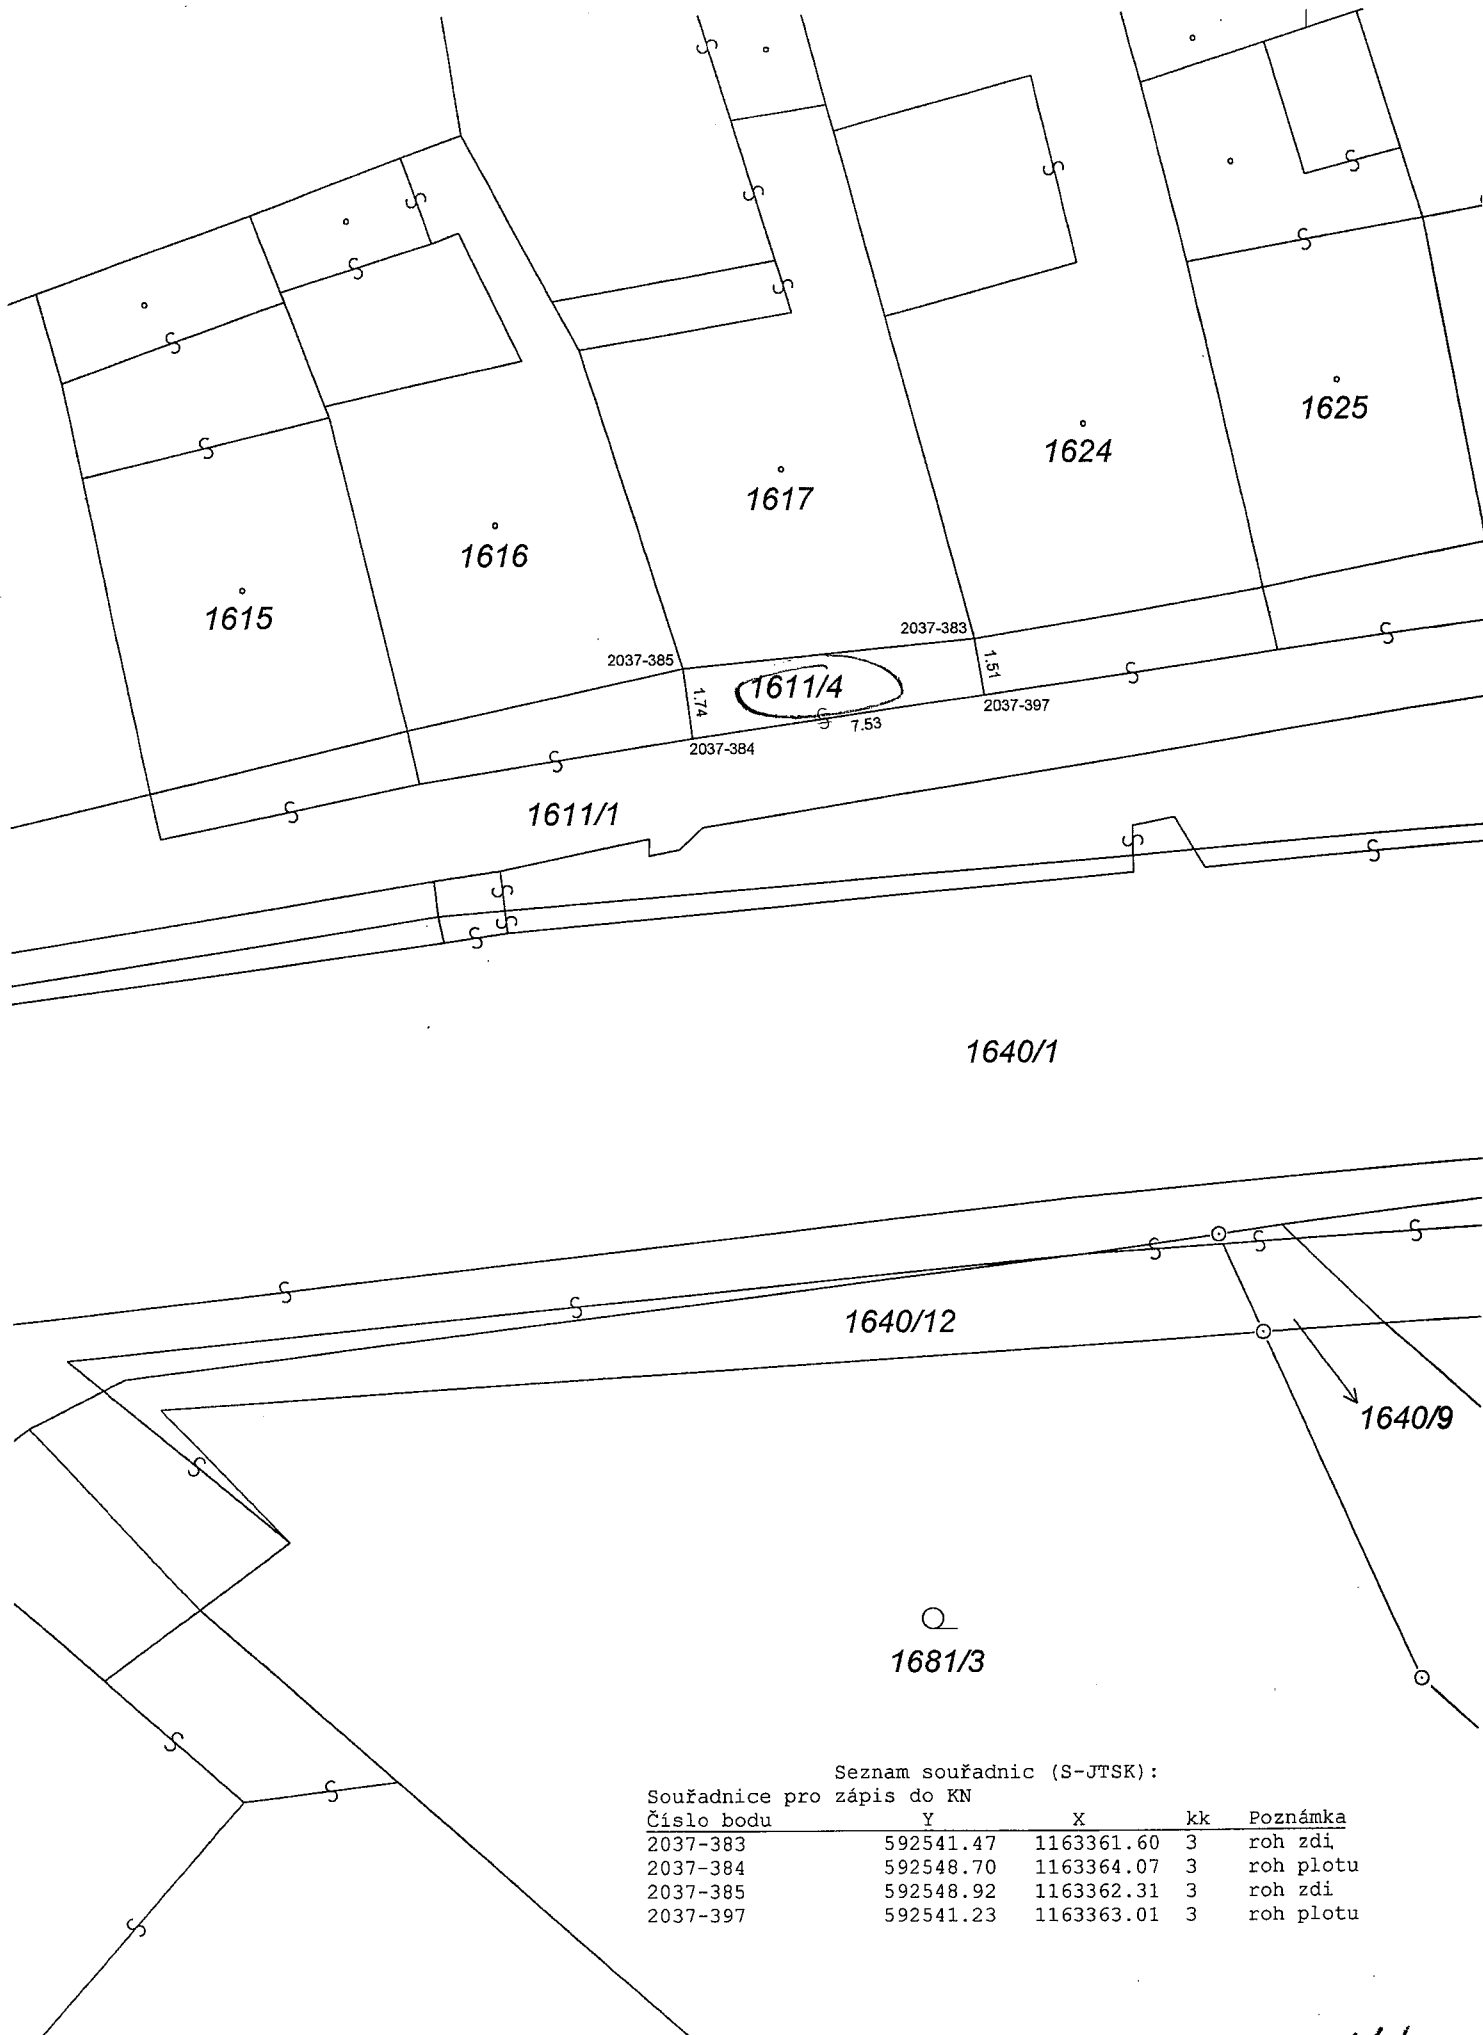 1625
1624
1617
1616
1615
2037-383
2037-385
1.51
1611/4
1.74
2037-397
7.53
2037-384
1611/1
1640/1
1640/12
1640/9
1681/3
Seznam souřadnic (S-JTSK):
Souřadnice pro zápis do KN
Číslo bodu Y X kk Poznámka
2037-383 592541.47 1163361.60 3 roh zdi
2037-384 592548.70 1163364.07 3 roh plotu
2037-385 592548.92 1163362.31 3 roh zdi
2037-397 592541.23 1163363.01 3 roh plotu